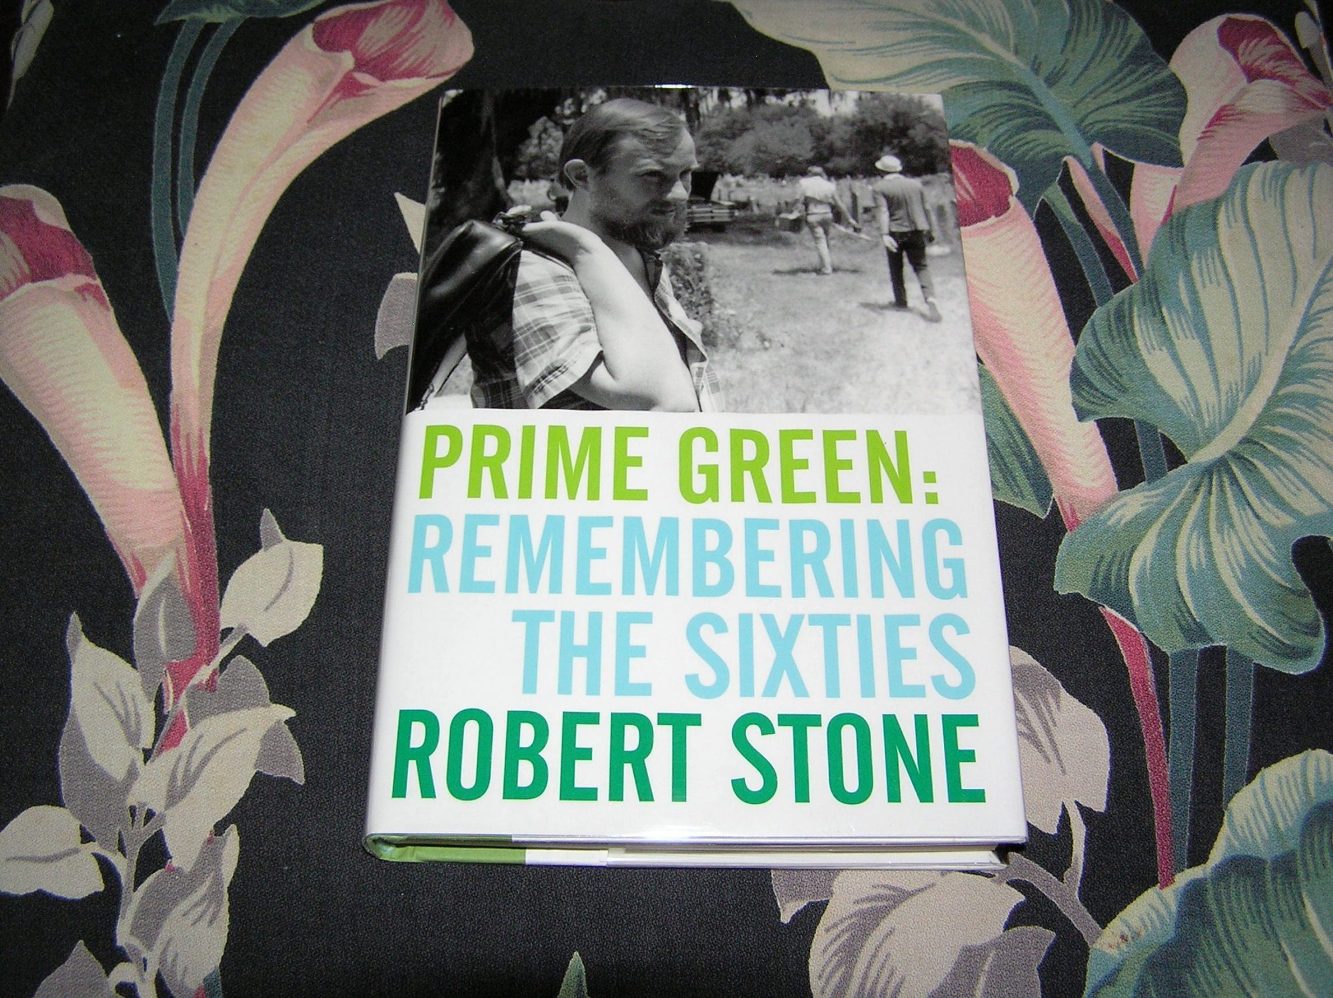 PRIME GREEN:
REMEMBERING
THE SIXTIES
ROBERT STONE